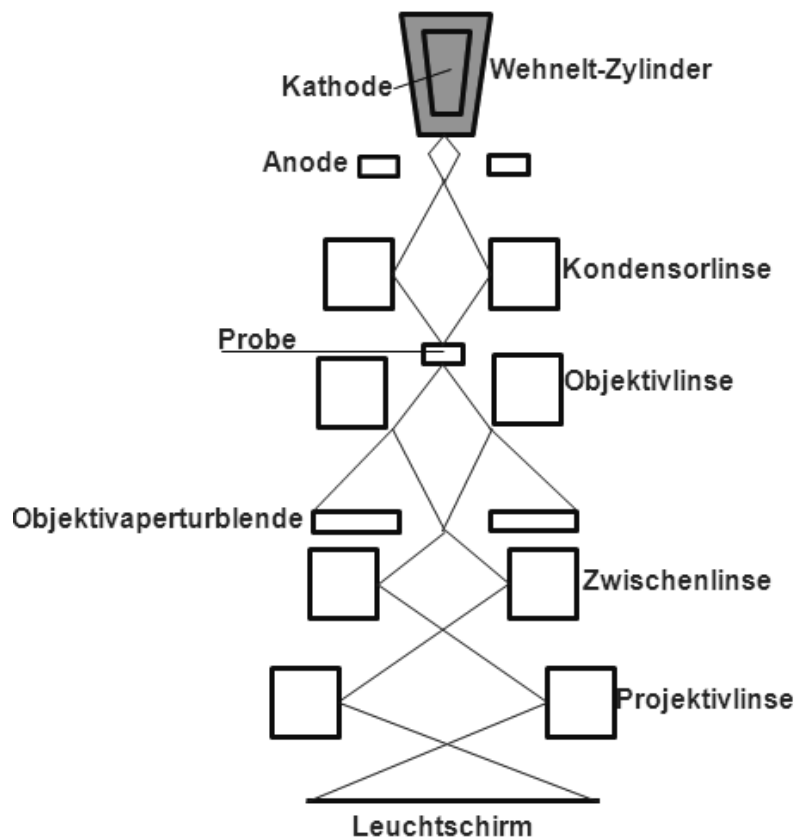 Wehnelt-Zylinder
Kathode
Anode
Kondensorlinse
Probe
Objektivlinse
Objektivaperturblende
Zwischenlinse
Projektivlinse
Leuchtschirm